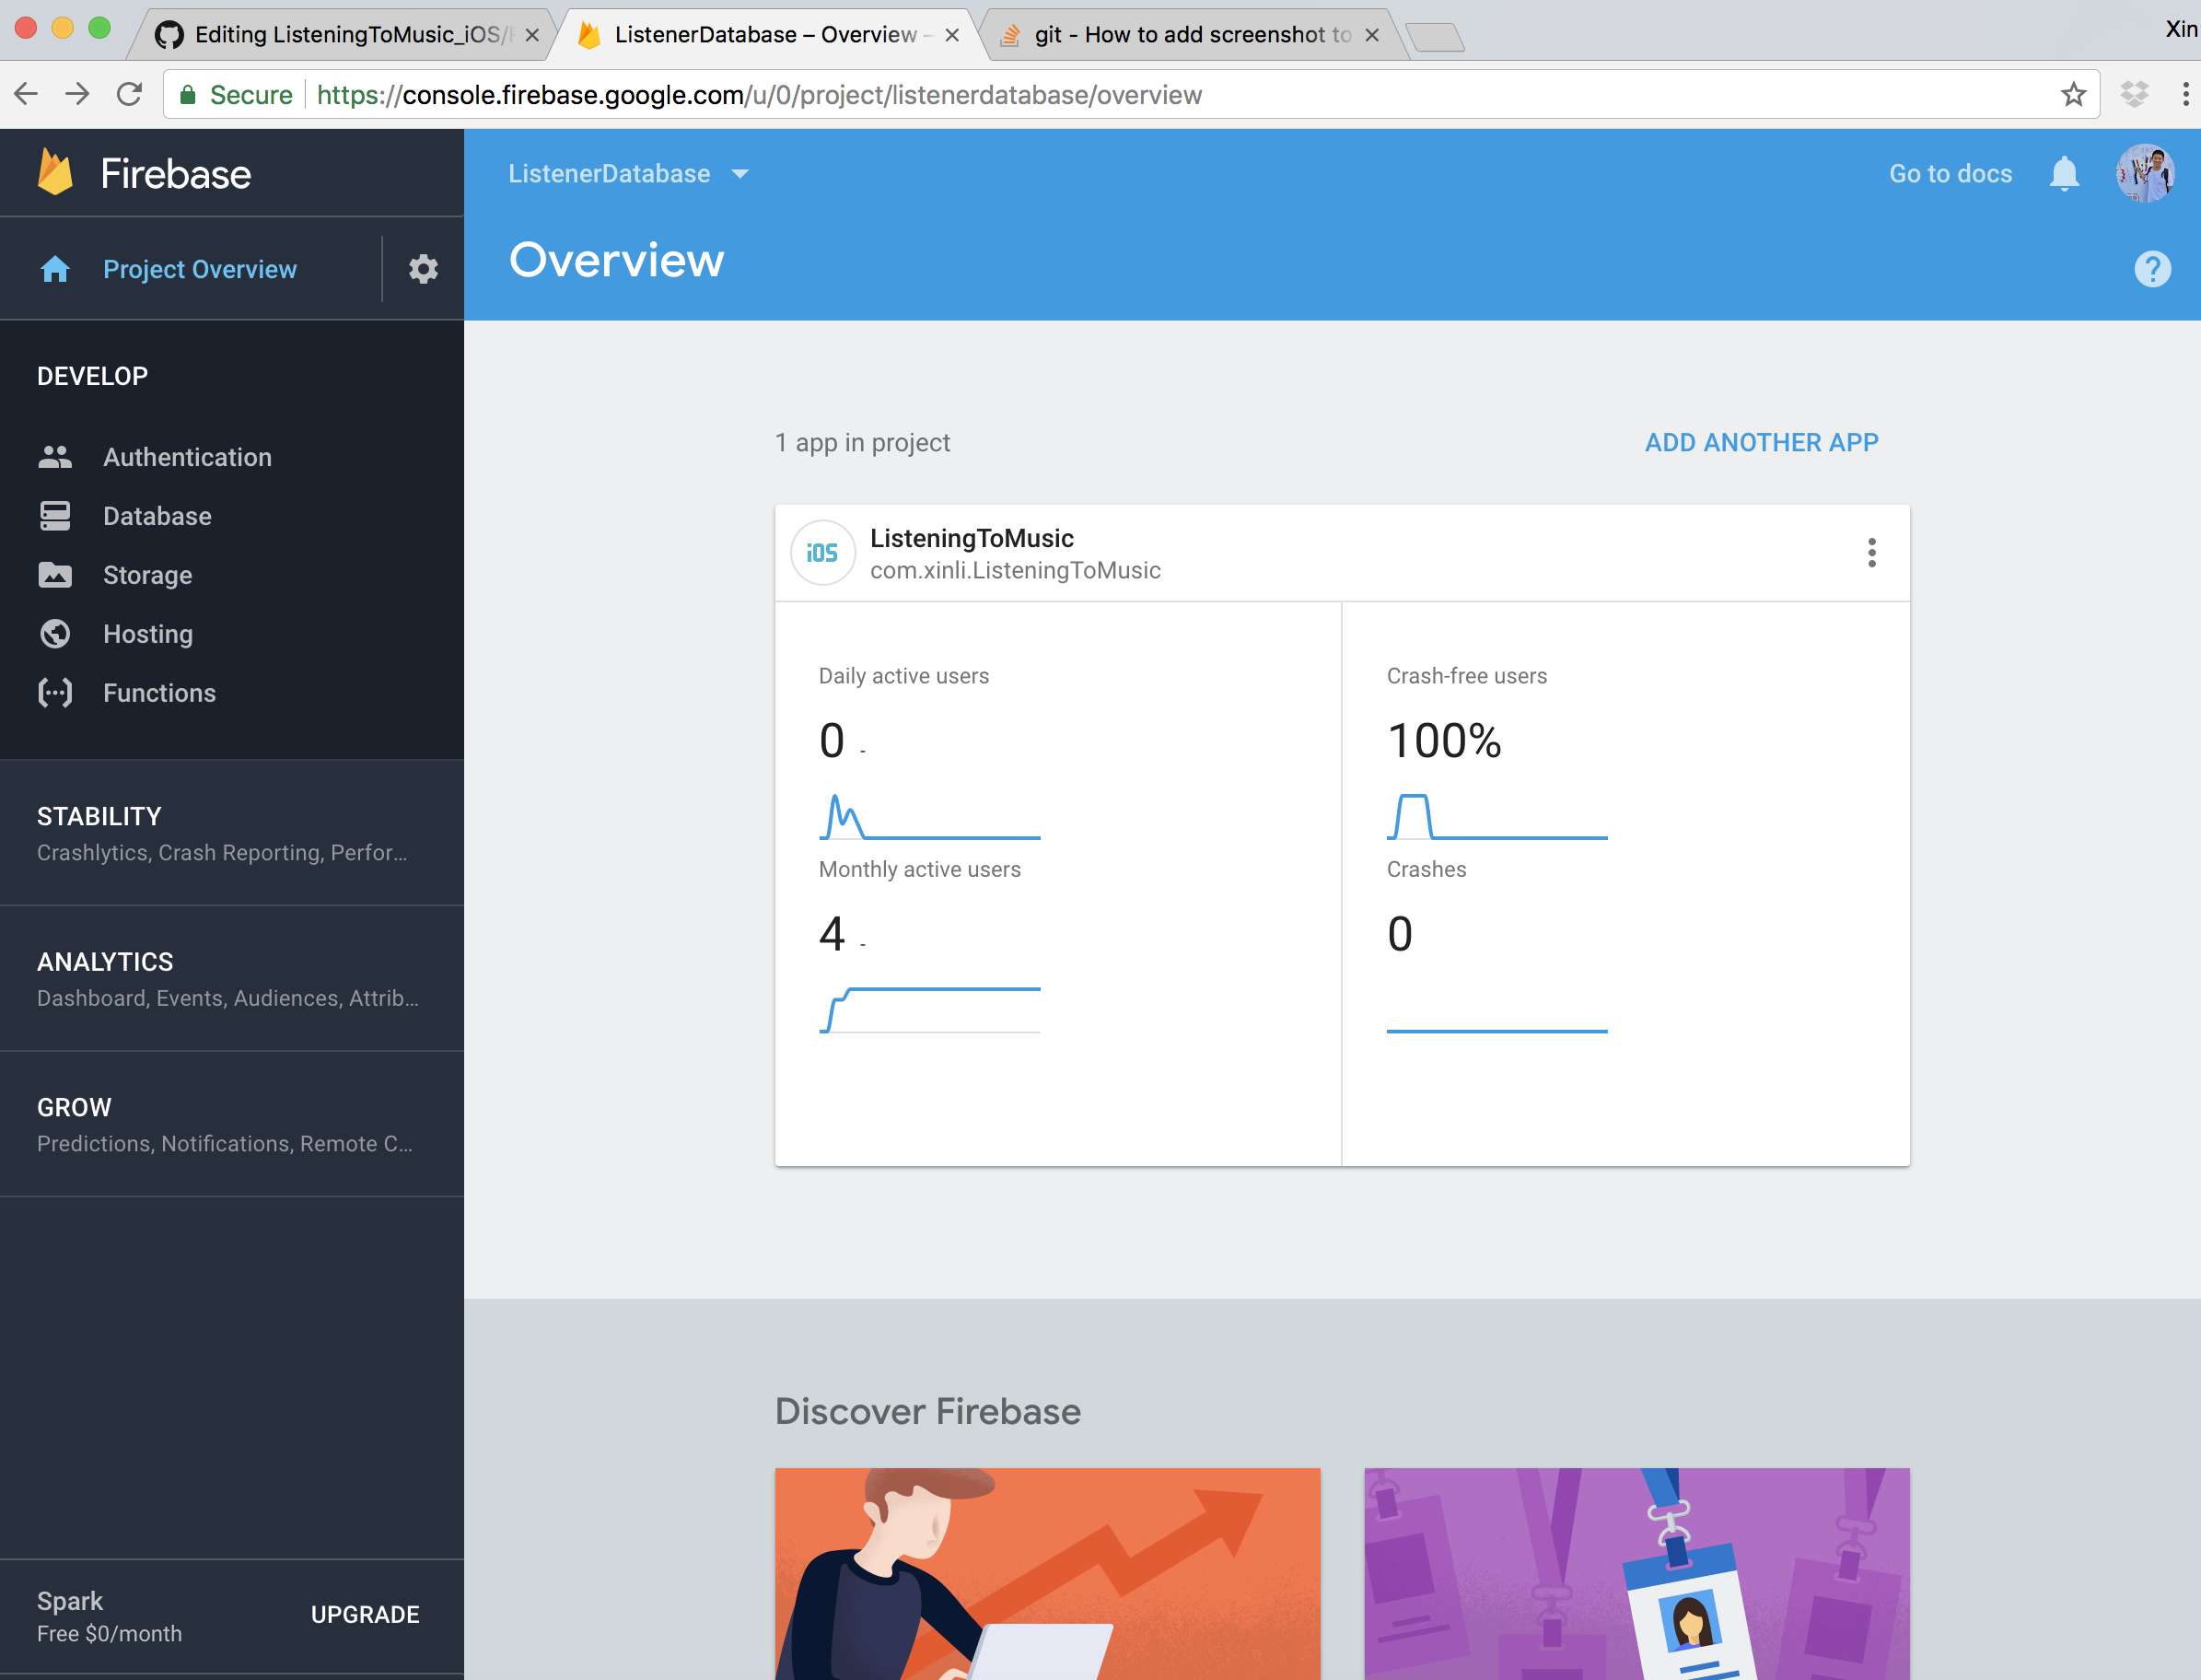 Editing ListeningToMusic_iOS/
ListenerDatabase – Overview –
git - How to add screenshot to
Xin
Secure
https://console.firebase.google.com/u/0/project/listenerdatabase/overview
Firebase
ListenerDatabase
Go to docs
Project Overview
Overview
DEVELOP
Authentication
Database
Storage
Hosting
Functions
STABILITY
Crashlytics, Crash Reporting, Perfor...
ANALYTICS
Dashboard, Events, Audiences, Attrib...
GROW
Predictions, Notifications, Remote C...
Spark
Free $0/month
UPGRADE
1 app in project
ADD ANOTHER APP
iOS
ListeningToMusic
com.xinli.ListeningToMusic
Daily active users
0 -
Monthly active users
4 -
Crash-free users
100%
Crashes
0
Discover Firebase